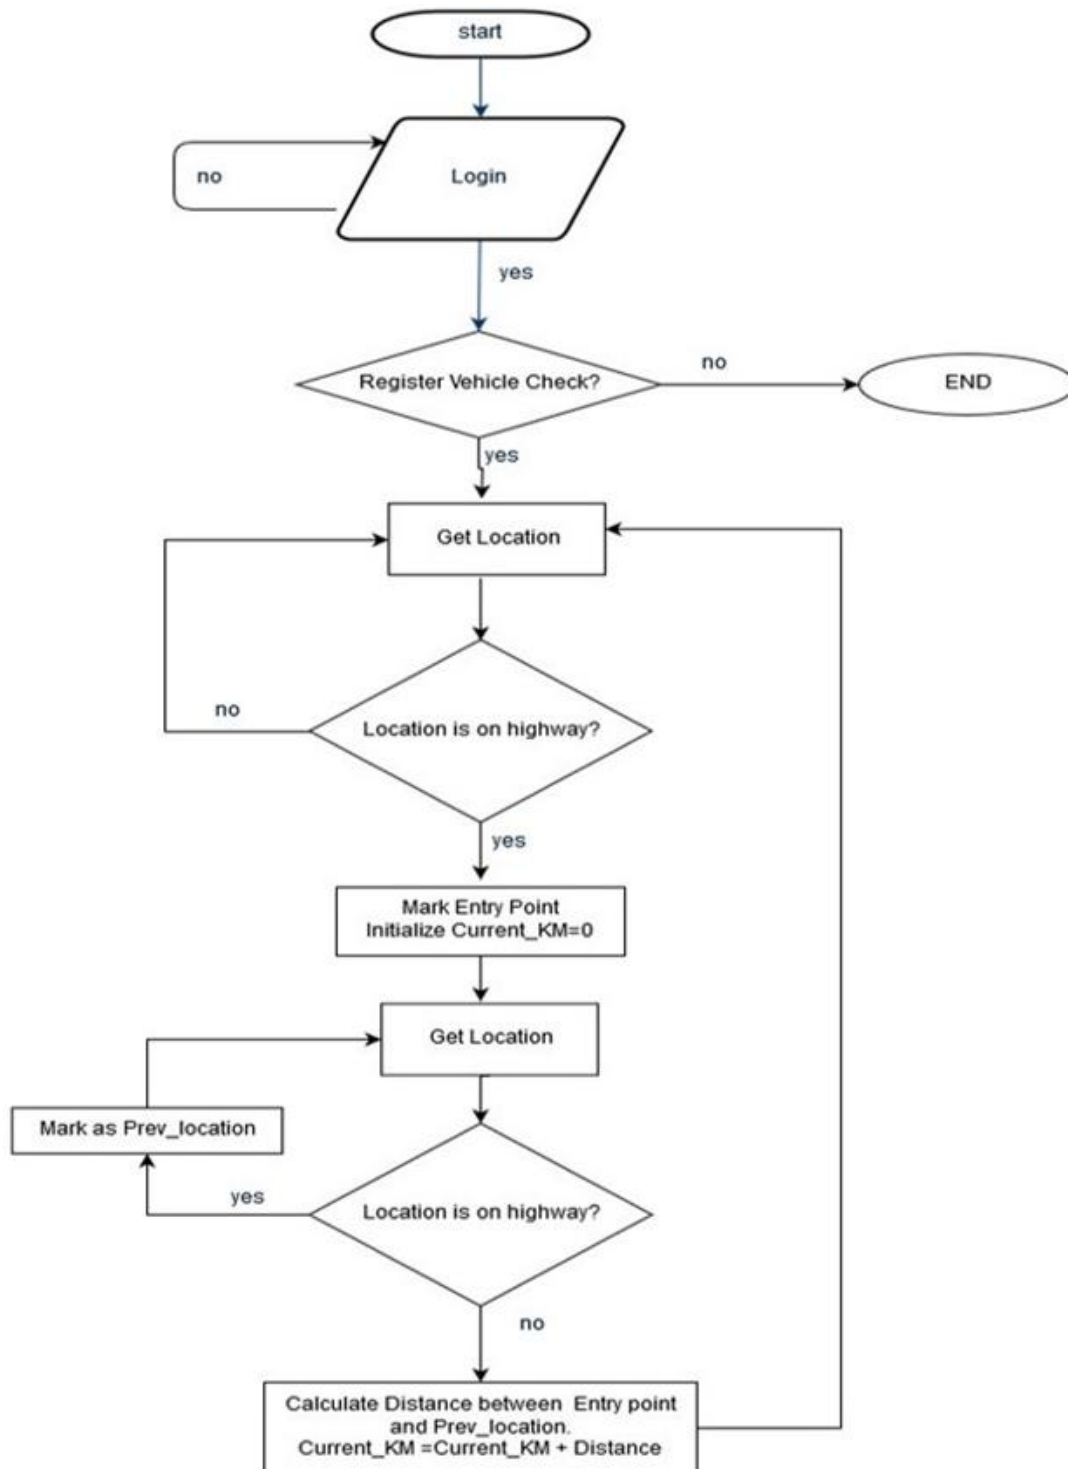 start
Login
no
yes
Register Vehicle Check?
no
END
yes
Get Location
Location is on highway?
no
yes
Mark Entry Point
Initialize Current_KM=0
Get Location
Mark as Prev_location
yes
Location is on highway?
no
Calculate Distance between Entry point
and Prev_location.
Current_KM =Current_KM + Distance